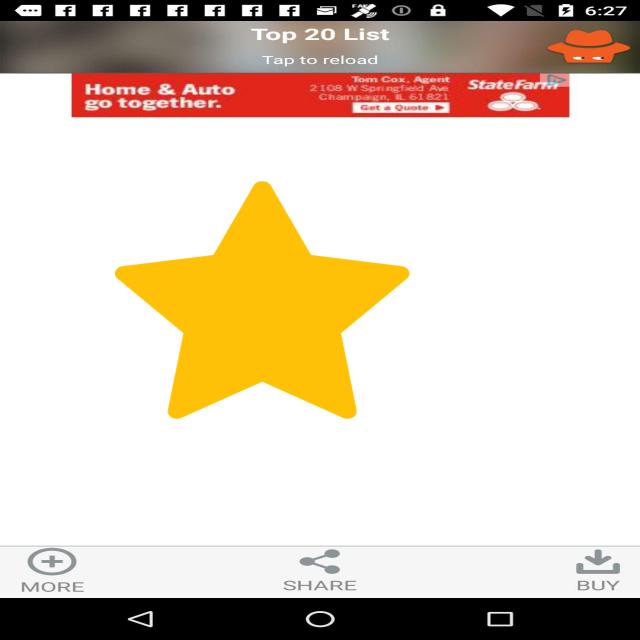 6:27
Top 20 List
Tap to reload
Home & Auto
go together.
Tom Cox, Agent
2108 W Springfield Ave
Champaign, IL 61821
Get a Quote
StateFarm
MORE
SHARE
BUY